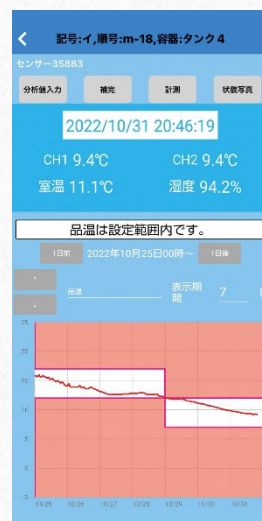 記号:イ,順号:m-18,容器:タンク4
センサー35883
分析値入力 補完 計測 状貌写真
2022/10/31 20:46:19
CH1 9.4℃ CH2 9.4℃
室温 11.1℃ 湿度 94.2%
品温は設定範囲内です。
1日前 2022年10月25日00時～ 1日後
↑
品温 表示期間 7
↓
25
20
15
10
5
0
-5
10/25 10/26 10/27 10/28 10/29 10/30 10/31